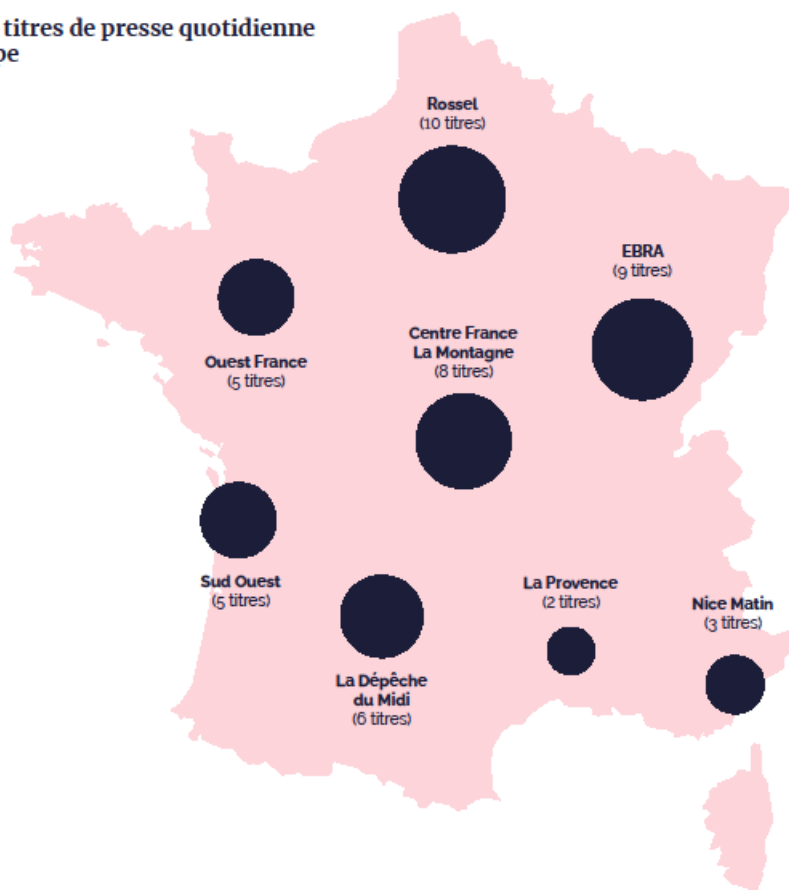 titres de presse quotidienne
Rossel
(10 titres)
EBRA
(9 titres)
Centre France
La Montagne
(8 titres)
Ouest France
(5 titres)
Sud Ouest
(5 titres)
La Provence
(2 titres)
Nice Matin
(3 titres)
La Dépêche
du Midi
(6 titres)